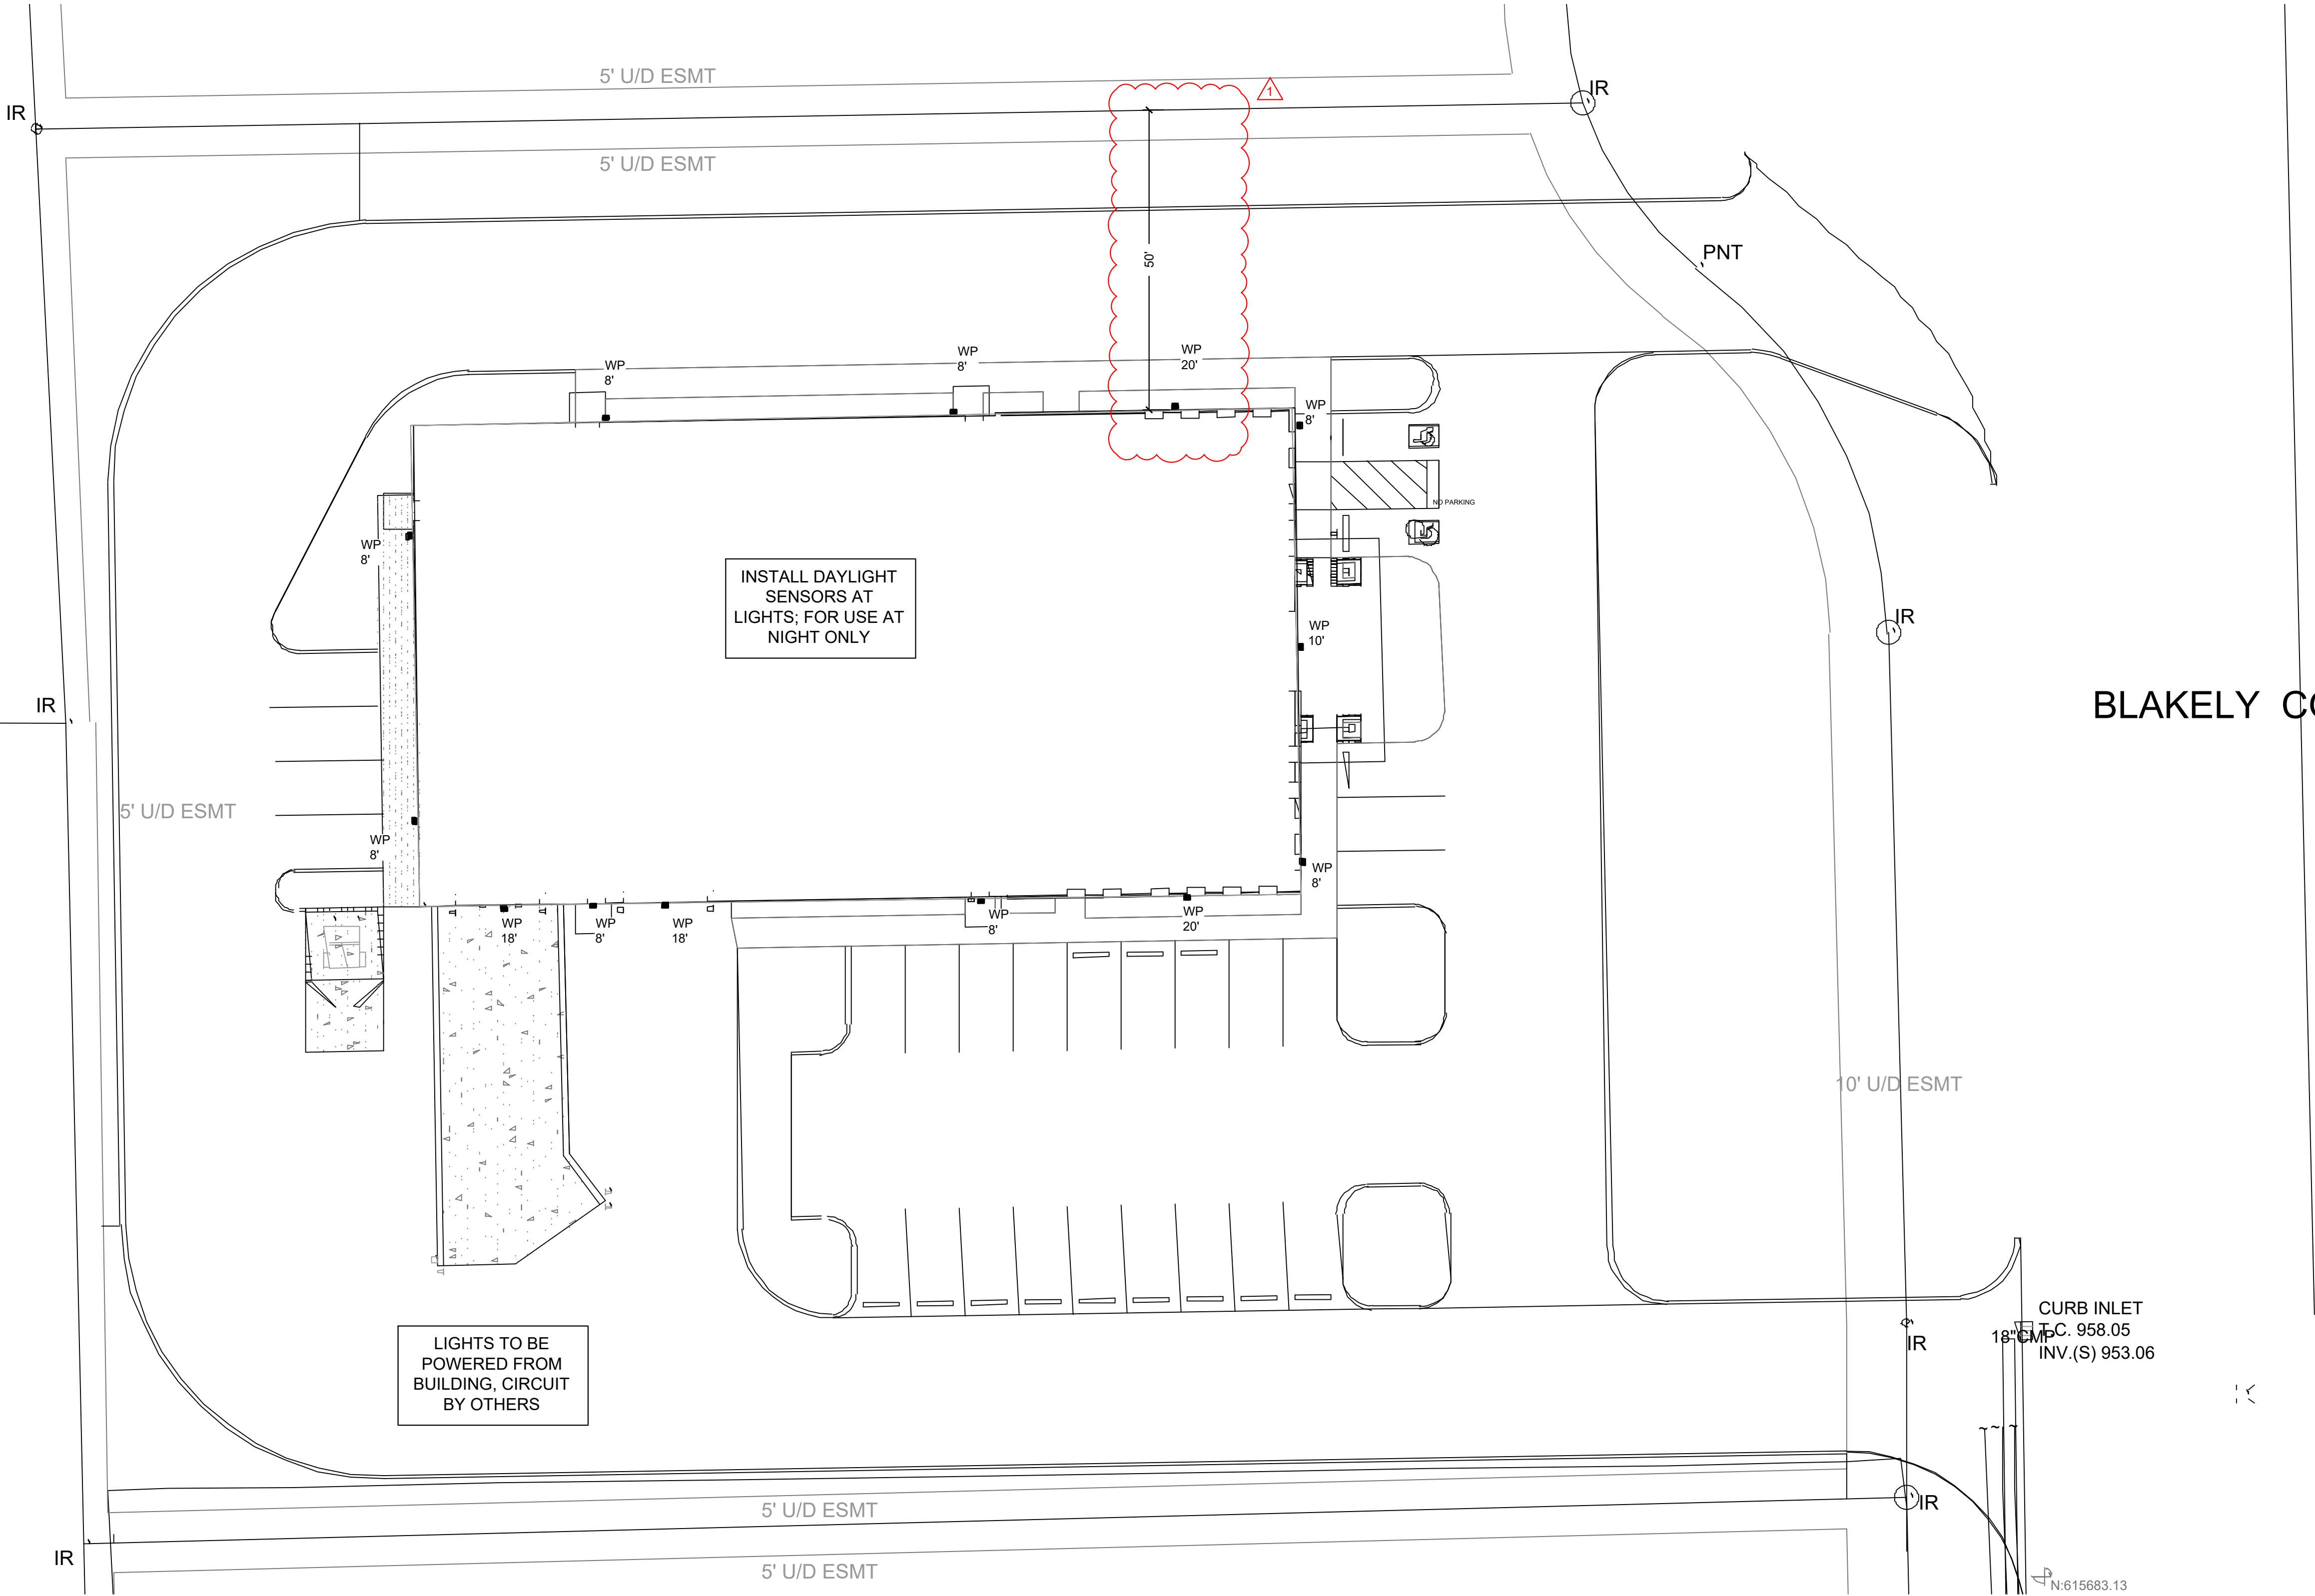 5' U/D ESMT
1
IR
IR
5' U/D ESMT
PNT
50'
WP
8'
WP
8'
WP
20'
WP
8'
NO PARKING
WP
8'
INSTALL DAYLIGHT
SENSORS AT
LIGHTS; FOR USE AT
NIGHT ONLY
WP
10'
IR
IR
BLAKELY CO
5' U/D ESMT
WP
8'
WP
8'
WP
18'
WP
8'
WP
18'
WP
8'
WP
20'
10' U/D ESMT
LIGHTS TO BE
POWERED FROM
BUILDING, CIRCUIT
BY OTHERS
IR
18"CMP
CURB INLET
T.C. 958.05
INV.(S) 953.06
5' U/D ESMT
IR
IR
5' U/D ESMT
N:615683.13